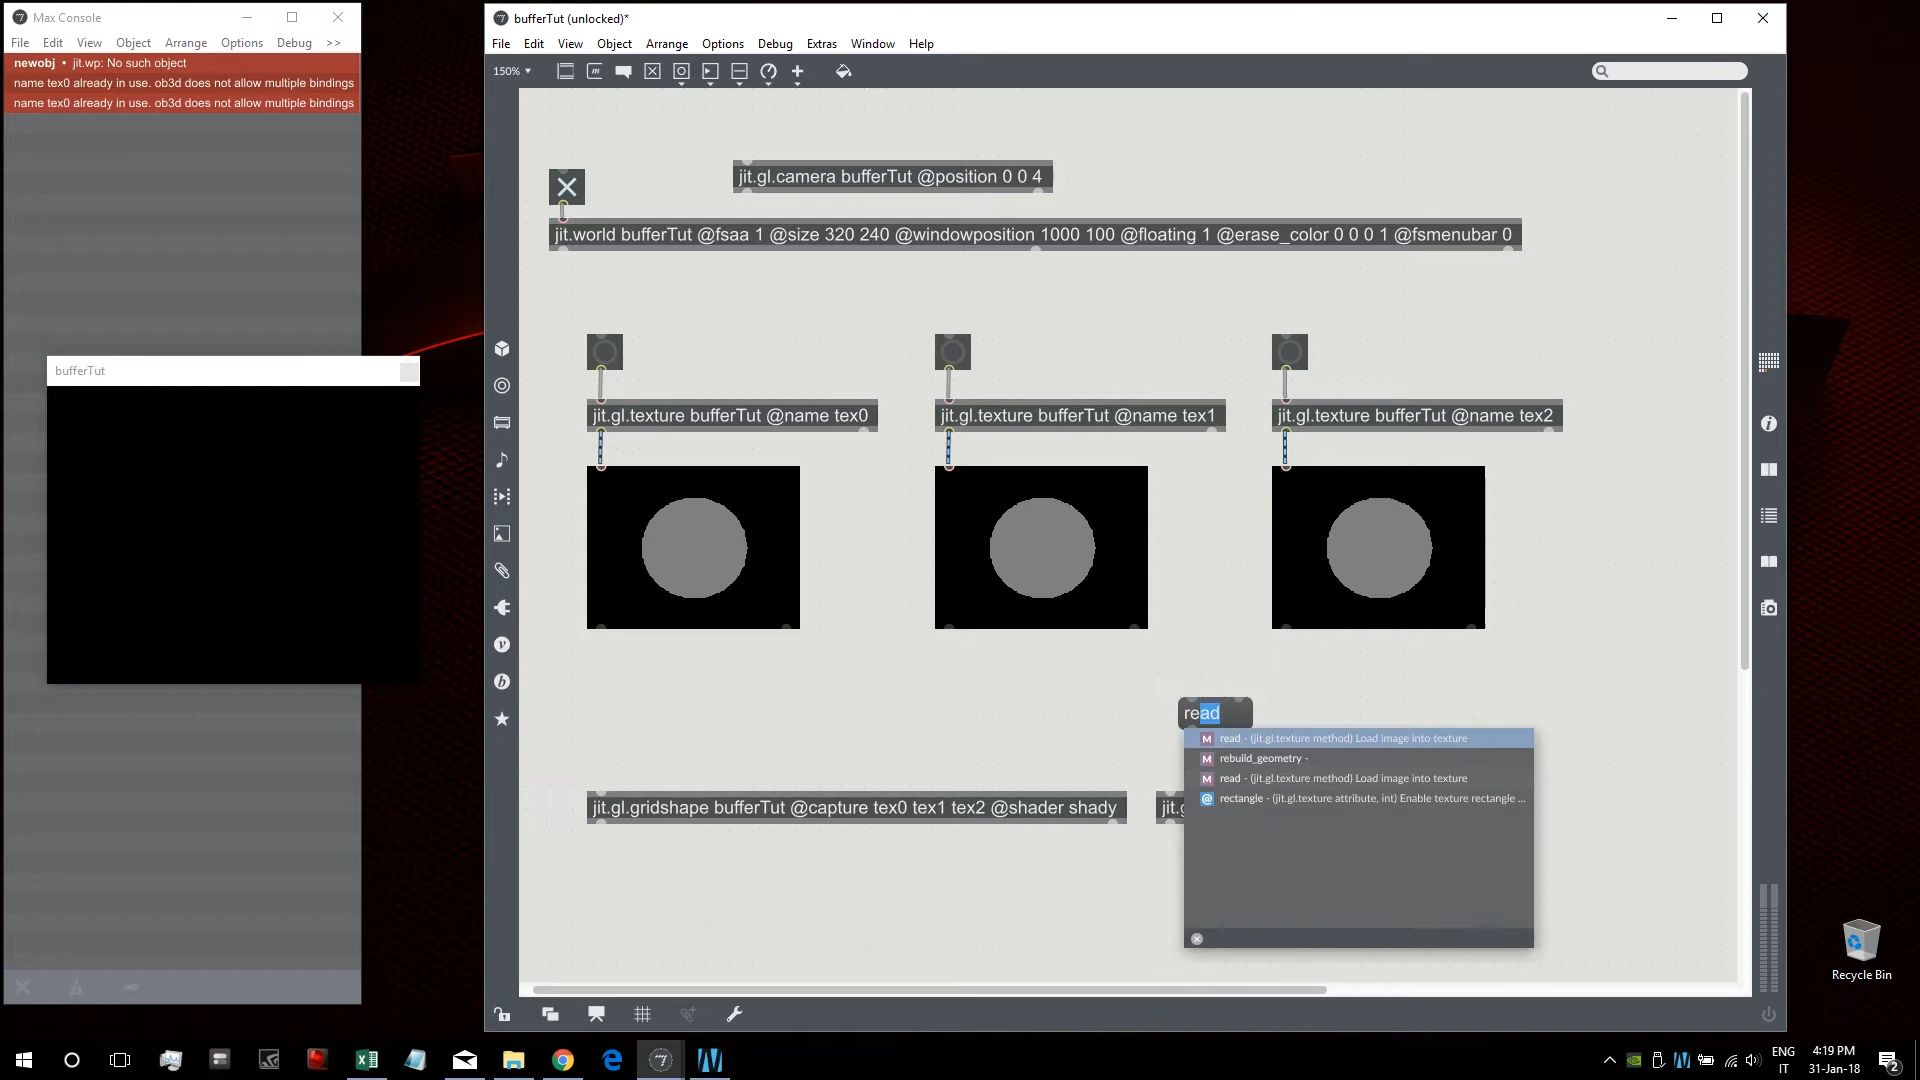 Max Console
File Edit View Object Arrange Options Debug >>
newobj • jit.wp: No such object
name tex0 already in use. ob3d does not allow multiple bindings
name tex0 already in use. ob3d does not allow multiple bindings
bufferTut
bufferTut (unlocked)*
File Edit View Object Arrange Options Debug Extras Window Help
150%
jit.gl.camera bufferTut @position 0 0 4
jit.world bufferTut @fsaa 1 @size 320 240 @windowposition 1000 100 @floating 1 @erase_color 0 0 0 1 @fsmenubar 0
jit.gl.texture bufferTut @name tex0
jit.gl.texture bufferTut @name tex1
jit.gl.texture bufferTut @name tex2
read
read - (jit.gl.texture method) Load image into texture
rebuild_geometry -
read - (jit.gl.texture method) Load image into texture
rectangle - (jit.gl.texture attribute, int) Enable texture rectangle ...
jit.gl.gridshape bufferTut @capture tex0 tex1 tex2 @shader shady
jit.g
Recycle Bin
ENG
IT
4:19 PM
31-Jan-18
2